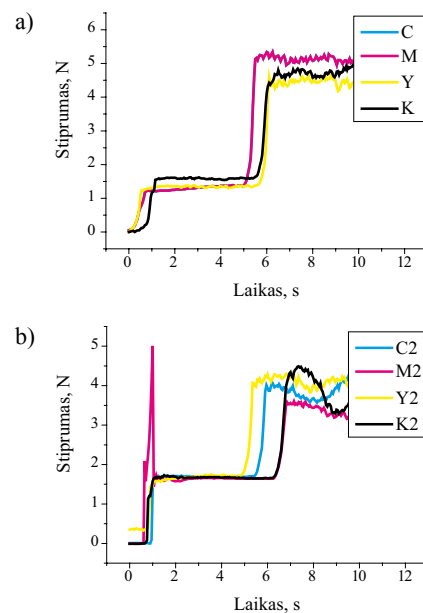 a)
C
M
Y
K
Stiprumas, N
6
5
4
3
2
1
0
0 2 4 6 8 10 12
Laikas, s
b)
C2
M2
Y2
K2
Stiprumas, N
5
4
3
2
1
0
0 2 4 6 8 10 12
Laikas, s